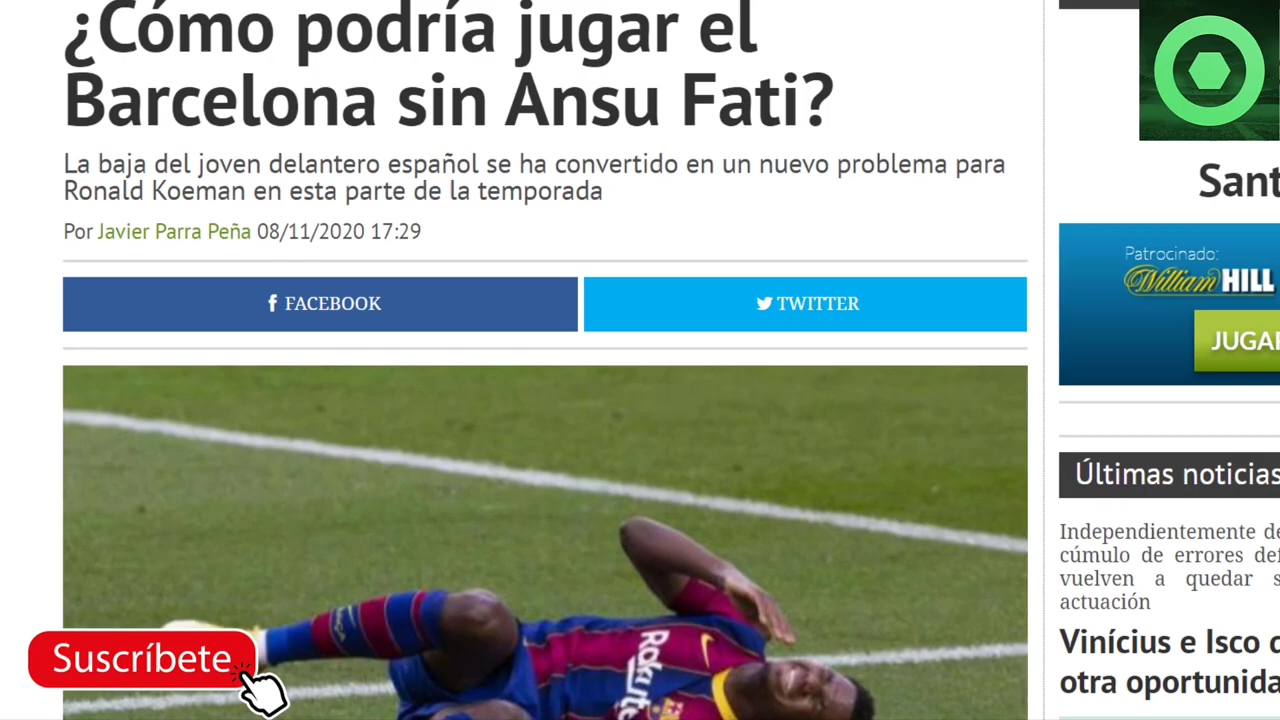 ¿Cómo podría jugar el
Barcelona sin Ansu Fati?
La baja del joven delantero español se ha convertido en un nuevo problema para
Ronald Koeman en esta parte de la temporada
Por Javier Parra Peña 08/11/2020 17:29
FACEBOOK
TWITTER
Rakute
Suscríbete
Sant
Patrocinado:
William HILL
JUGAR
Últimas noticias
Independientemente de
cúmulo de errores def
vuelven a quedar s
actuación
Vinícius e Isco
otra oportunida